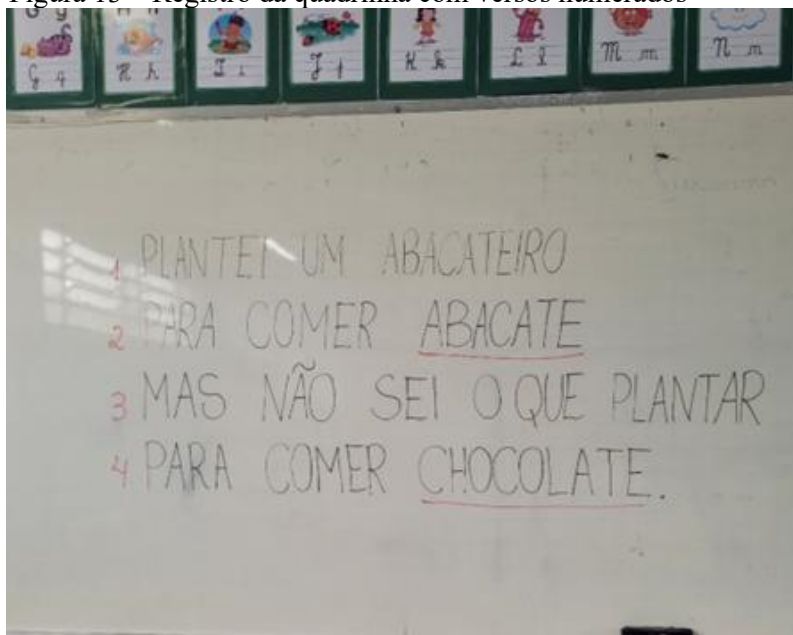 Figura 13 – Registro da quadrinha com versos numerados
G g H h I i J j K k L l M m N n
1 PLANTEI UM ABACATEIRO
2 PARA COMER ABACATE
3 MAS NÃO SEI O QUE PLANTAR
4 PARA COMER CHOCOLATE.